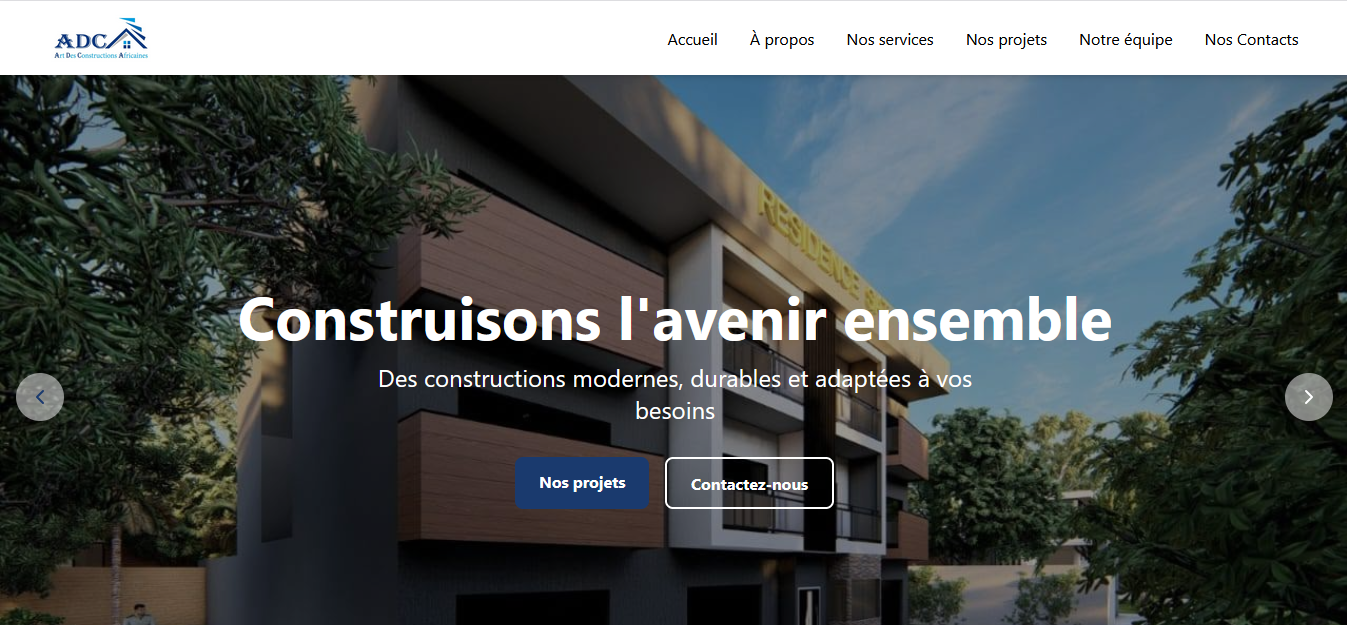 ADC
Art Des Constructions Africaines
Accueil
À propos
Nos services
Nos projets
Notre équipe
Nos Contacts
RESIDENCE
Construisons l'avenir ensemble
Des constructions modernes, durables et adaptées à vos
besoins
Nos projets
Contactez-nous